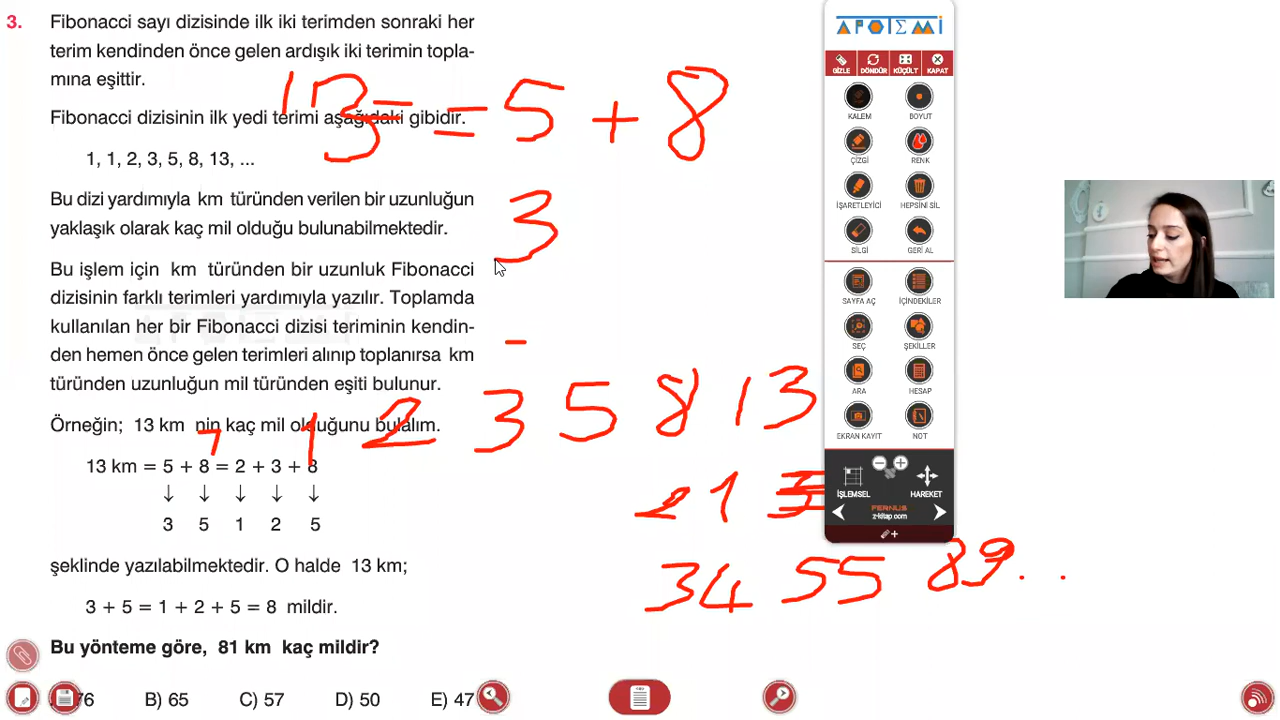 3. Fibonacci sayı dizisinde ilk iki terimden sonraki her
terim kendinden önce gelen ardışık iki terimin topla-
mına eşittir.
13 = = 5 + 8
Fibonacci dizisinin ilk yedi terimi aşağıdaki gibidir.
1, 1, 2, 3, 5, 8, 13, ...
Bu dizi yardımıyla km türünden verilen bir uzunluğun
yaklaşık olarak kaç mil olduğu bulunabilmektedir.
3
Bu işlem için km türünden bir uzunluk Fibonacci
dizisinin farklı terimleri yardımıyla yazılır. Toplamda
kullanılan her bir Fibonacci dizisi teriminin kendin-
den hemen önce gelen terimleri alınıp toplanırsa km
türünden uzunluğun mil türünden eşiti bulunur.
1 1 2 3 5 8 13
Örneğin; 13 km nin kaç mil olduğunu bulalım.
13 km = 5 + 8 = 2 + 3 + 8
↓ ↓ ↓ ↓ ↓
3 5 1 2 5
21
34 55 89 . .
şeklinde yazılabilmektedir. O halde 13 km;
3 + 5 = 1 + 2 + 5 = 8 mildir.
Bu yönteme göre, 81 km kaç mildir?
76 B) 65 C) 57 D) 50 E) 47
APOTEMİ
GİZLE DÖNDÜR KÜÇÜLT KAPAT
KALEM BOYUT
ÇİZGİ RENK
İŞARETLEYİCİ HEPSİNİ SİL
SİLGİ GERİ AL
SAYFA AÇ İÇİNDEKİLER
SEÇ ŞEKİLLER
ARA HESAP
EKRAN KAYIT NOT
İŞLEMSEL HAREKET
FERNUS
z-kitap.com